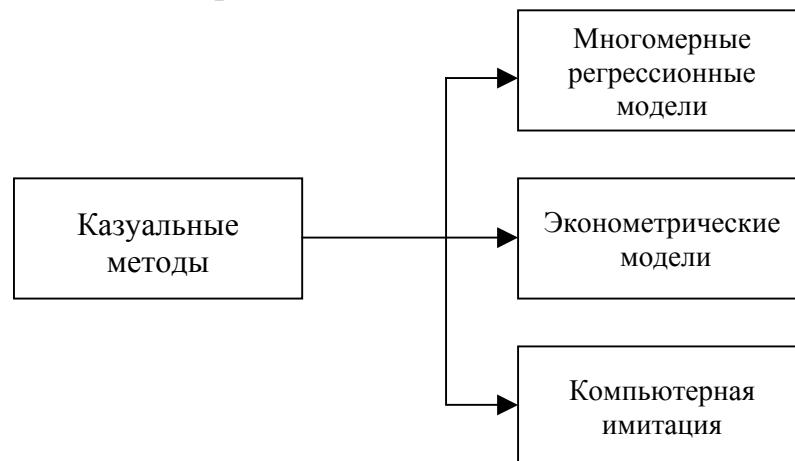 Многомерные
регрессионные
модели
Казуальные
методы
Эконометрические
модели
Компьютерная
имитация